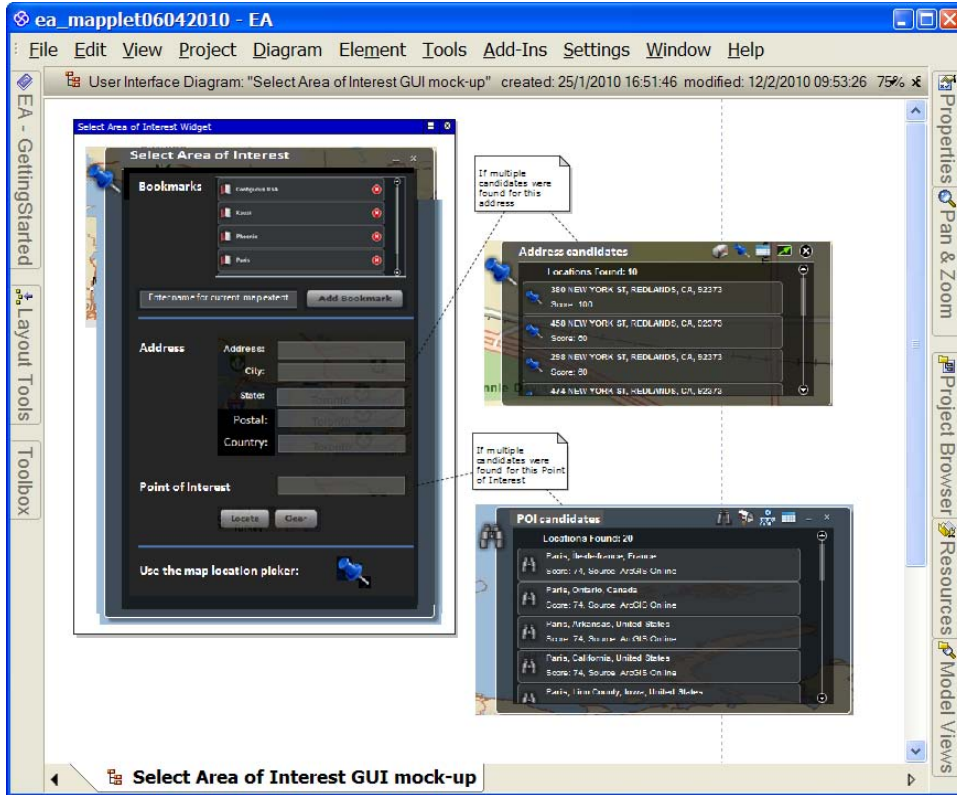 ea_mapplet06042010 - EA
File Edit View Project Diagram Element Tools Add-Ins Settings Window Help
User Interface Diagram: "Select Area of Interest GUI mock-up" created: 25/1/2010 16:51:46 modified: 12/2/2010 09:53:26 75%
EA - GettingStarted
Layout Tools
Toolbox
Select Area of Interest Widget
Select Area of Interest
Bookmarks
Kassel
Phoenix
Paris
Enter name for current map extent
Add Bookmark
Address
Address:
City:
State:
Postal:
Country:
Point of Interest
Locate
Clear
Use the map location picker:
If multiple
candidates were
found for this
address
Address candidates
Locations Found: 10
380 NEW YORK ST, REDLANDS, CA, 92373
Score: 100
450 NEW YORK ST, REDLANDS, CA, 92373
Score: 60
298 NEW YORK ST, REDLANDS, CA, 92373
Score: 60
474 NEW YORK ST, REDLANDS, CA, 92373
If multiple
candidates were
found for this Point
of Interest
POI candidates
Locations Found: 20
Paris, Ile-de-france, France
Score: 74, Source: ArcGIS Online
Paris, Ontario, Canada
Score: 74, Source: ArcGIS Online
Paris, Arkansas, United States
Score: 74, Source: ArcGIS Online
Paris, California, United States
Score: 74, Source: ArcGIS Online
Paris, Linn County, Iowa, United States
Properties
Pan & Zoom
Project Browser
Resources
Model Views
Select Area of Interest GUI mock-up